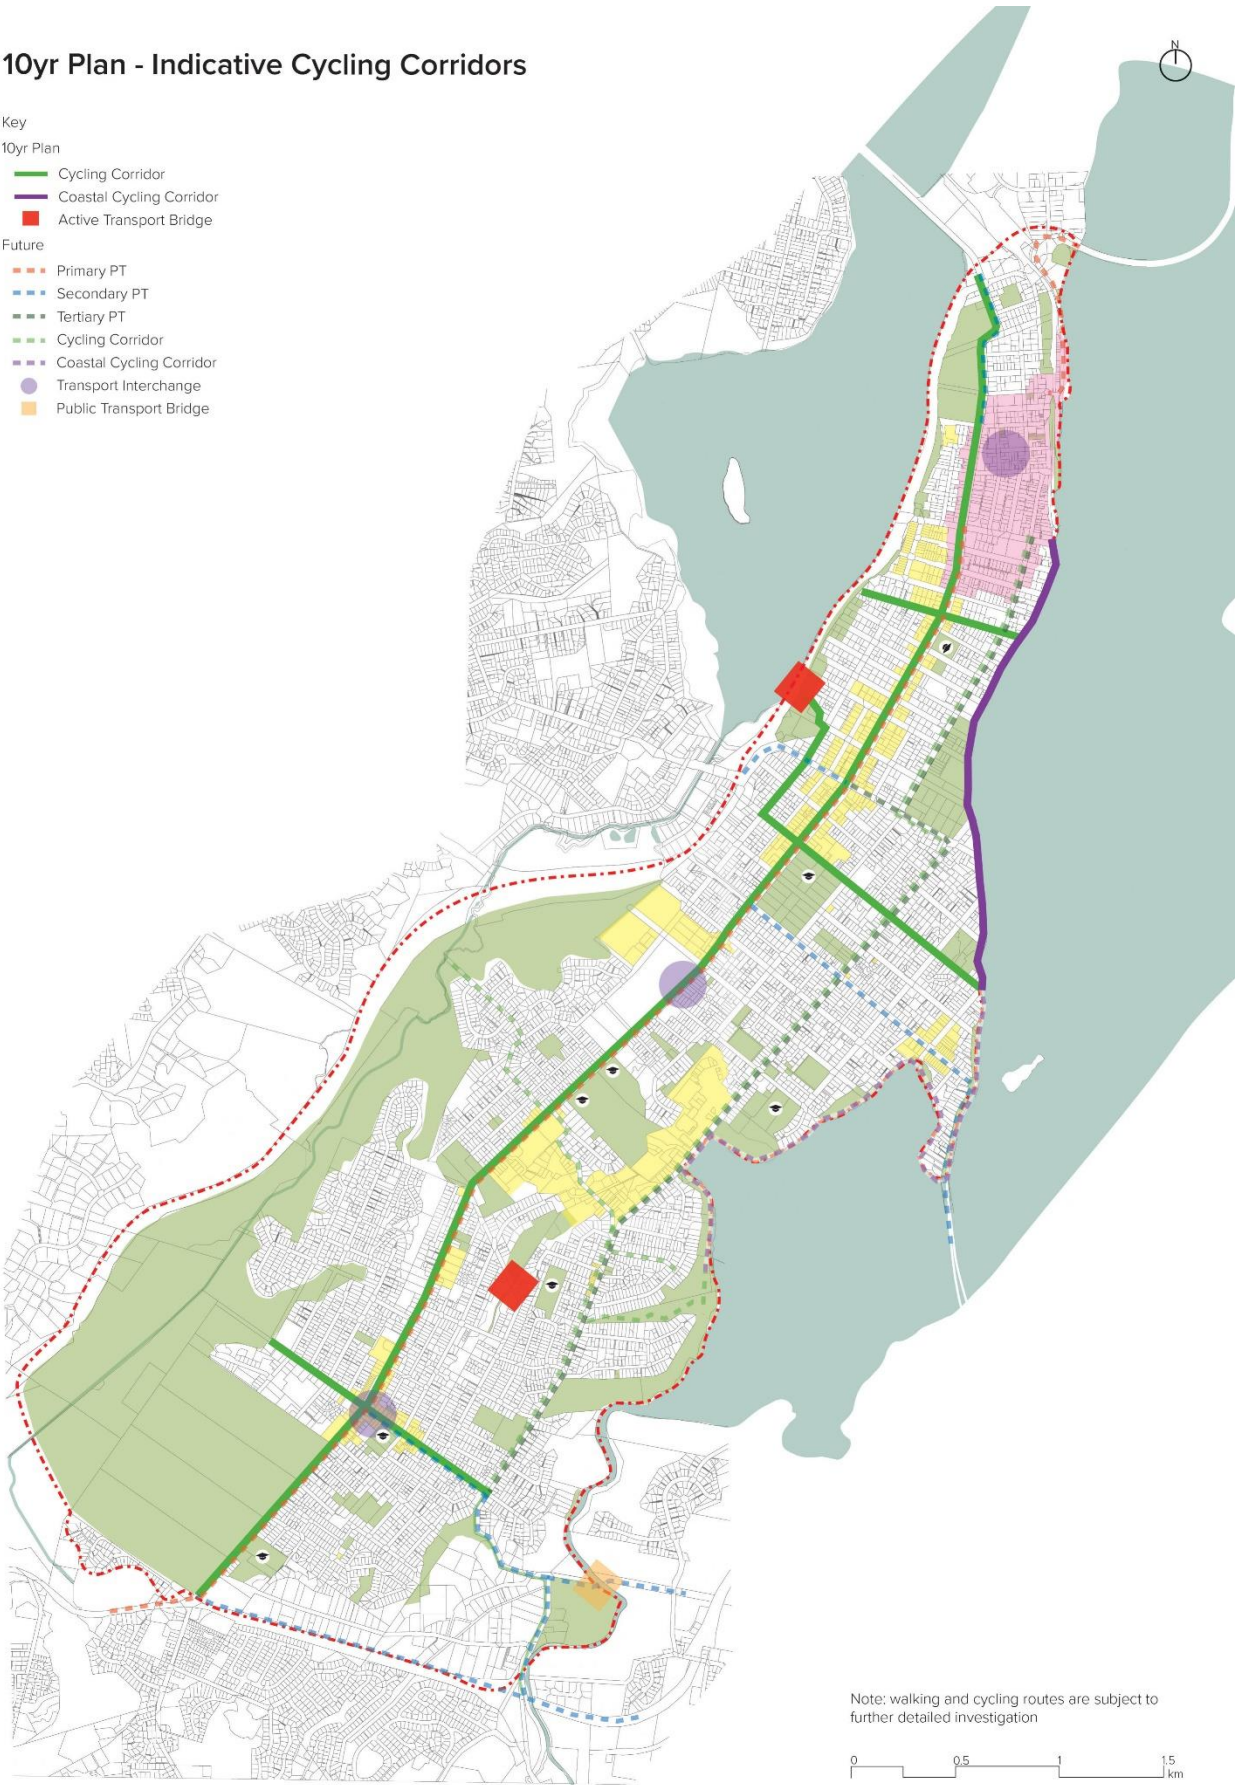 10yr Plan - Indicative Cycling Corridors
N
Key
10yr Plan
Cycling Corridor
Coastal Cycling Corridor
Active Transport Bridge
Future
Primary PT
Secondary PT
Tertiary PT
Cycling Corridor
Coastal Cycling Corridor
Transport Interchange
Public Transport Bridge
Note: walking and cycling routes are subject to
further detailed investigation
0 0.5 1 1.5
km